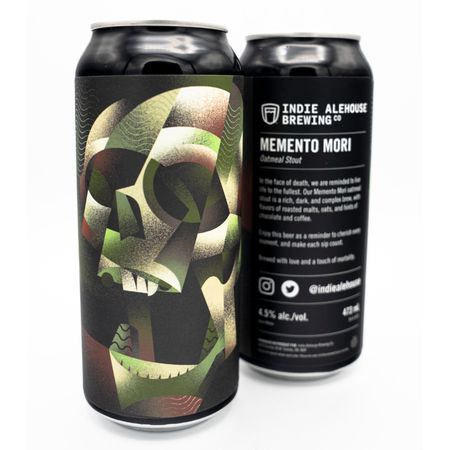 INDIE ALEHOUSE
BREWING CO
MEMENTO MORI
Oatmeal Stout
In the face of death, we are reminded to live
life to the fullest. Our Memento Mori oatmeal
stout is a rich, dark, and complex brew, with
flavours of roasted malts, oats, and hints of
chocolate and coffee.
Enjoy this beer as a reminder to cherish every
moment, and make each sip count.
Brewed with love and a touch of mortality.
@indiealehouse
4.5% alc./vol.
473 mL